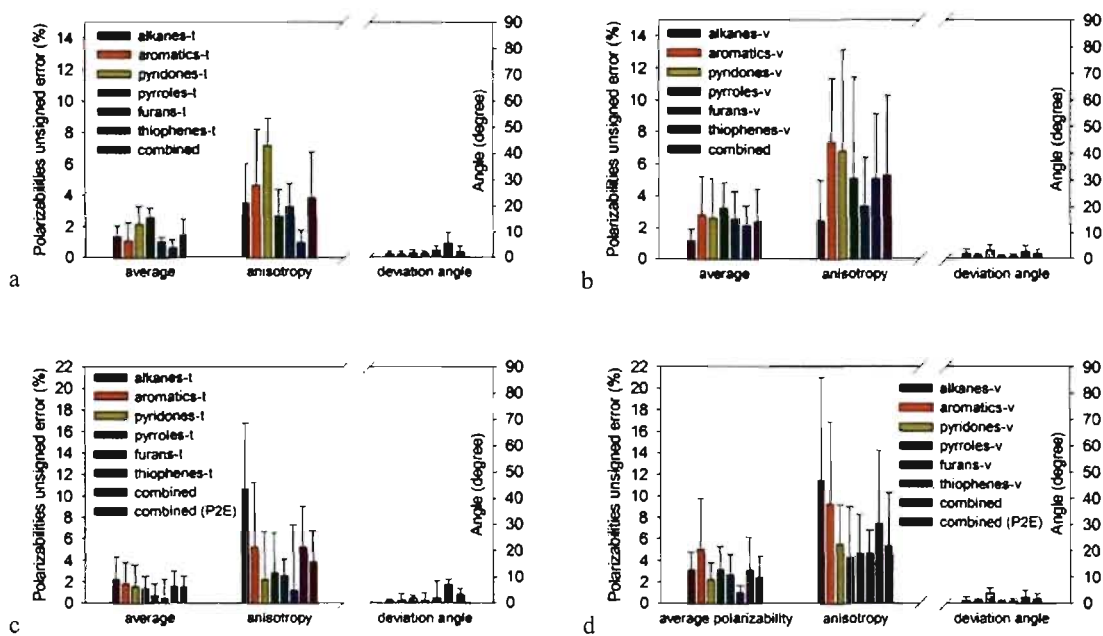 Polarizabilities unsigned error (%)
14
12
10
8
6
4
2
0
alkanes-t
aromatics-t
pyridones-t
pyrroles-t
furans-t
thiophenes-t
combined
90
80
70
60
50
40
30
20
10
0
Angle (degree)
average
anisotropy
deviation angle
a
Polarizabilities unsigned error (%)
14
12
10
8
6
4
2
0
alkanes-v
aromatics-v
pyridones-v
pyrroles-v
furans-v
thiophenes-v
combined
90
80
70
60
50
40
30
20
10
0
Angle (degree)
average
anisotropy
deviation angle
b
Polarizabilities unsigned error (%)
22
20
18
16
14
12
10
8
6
4
2
0
alkanes-t
aromatics-t
pyridones-t
pyrroles-t
furans-t
thiophenes-t
combined
combined (P2E)
90
80
70
60
50
40
30
20
10
0
Angle (degree)
average
anisotropy
deviation angle
c
Polarizabilities unsigned error (%)
22
20
18
16
14
12
10
8
6
4
2
0
alkanes-v
aromatics-v
pyridones-v
pyrroles-v
furans-v
thiophenes-v
combined
combined (P2E)
90
80
70
60
50
40
30
20
10
0
Angle (degree)
average polarizability
anisotropy
deviation angle
d